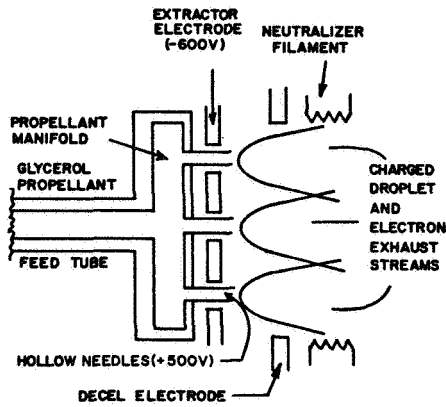 EXTRACTOR
ELECTRODE
(-600V)
NEUTRALIZER
FILAMENT
PROPELLANT
MANIFOLD
GLYCEROL
PROPELLANT
FEED TUBE
CHARGED
DROPLET
AND
ELECTRON
EXHAUST
STREAMS
HOLLOW NEEDLES(+500V)
DECEL ELECTRODE